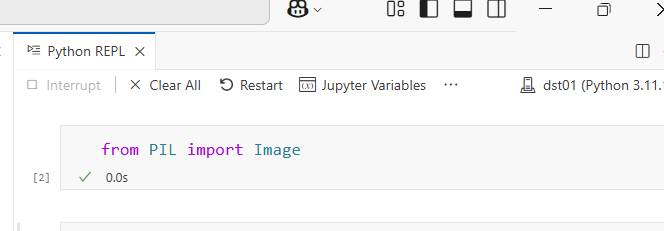 Python REPL
Interrupt Clear All Restart Jupyter Variables ... dst01 (Python 3.11.
from PIL import Image
[2] 0.0s